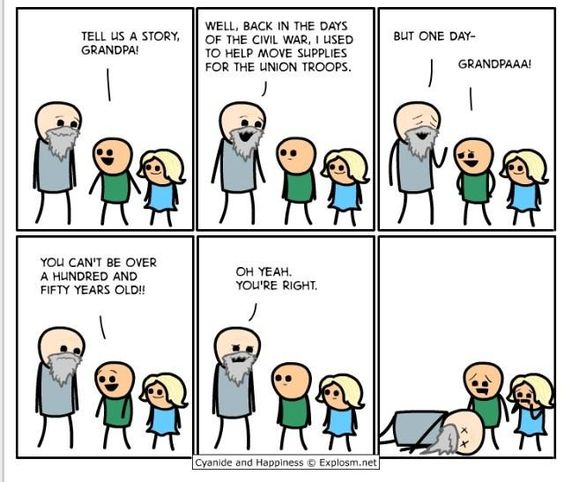 TELL US A STORY,
GRANDPA!
WELL, BACK IN THE DAYS
OF THE CIVIL WAR, I USED
TO HELP MOVE SUPPLIES
FOR THE UNION TROOPS.
BUT ONE DAY-
GRANDPAAA!
YOU CAN'T BE OVER
A HUNDRED AND
FIFTY YEARS OLD!!
OH YEAH.
YOU'RE RIGHT.
Cyanide and Happiness © Explosm.net